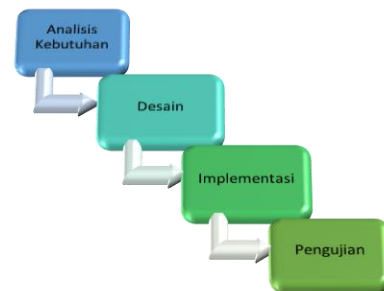 Analisis
Kebutuhan
Desain
Implementasi
Pengujian